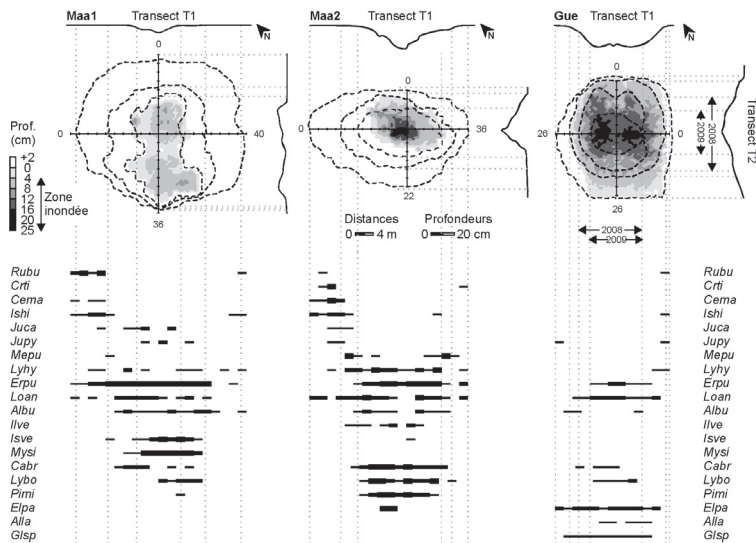 Maa1 Transect T1
N
Maa2 Transect T1
N
Gue Transect T1
N
0
0
40
36
0
0
36
22
0
26
0
26
2009
2008
Transect T2
Prof.
(cm)
+2
0
4
8
12
16
20
25
Zone
inondée
Distances
0 4 m
Profondeurs
0 20 cm
2008
2009
Rubu
Crti
Cema
Ishi
Juca
Jupy
Mepu
Lyhy
Erpu
Loan
Albu
Ilve
Isve
Mysi
Cabr
Lybo
Pimi
Elpa
Alla
Glsp
Rubu
Crti
Cema
Ishi
Juca
Jupy
Mepu
Lyhy
Erpu
Loan
Albu
Ilve
Isve
Mysi
Cabr
Lybo
Pimi
Elpa
Alla
Glsp